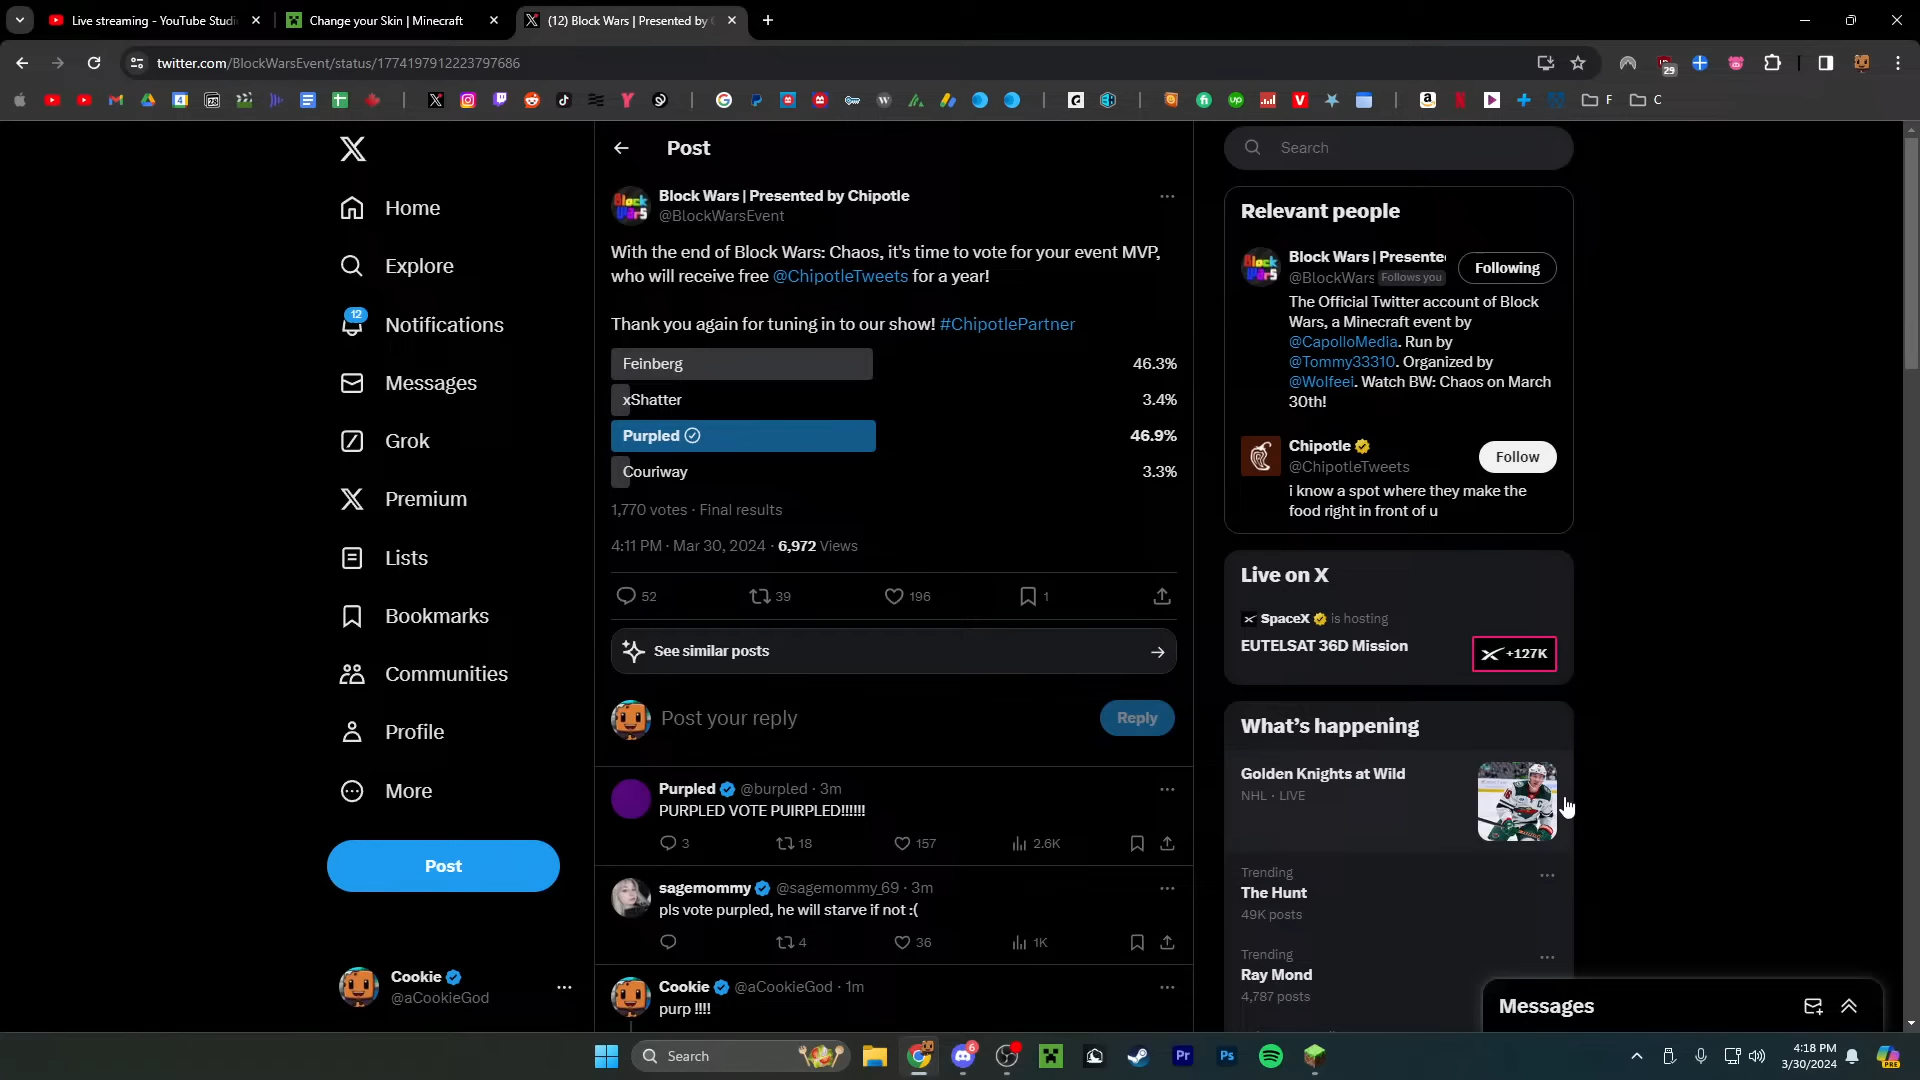 Live streaming - YouTube Studi
Change your Skin | Minecraft
(12) Block Wars | Presented by
twitter.com/BlockWarsEvent/status/1774197912223797686
29
F
C
Home
Explore
12
Notifications
Messages
Grok
Premium
Lists
Bookmarks
Communities
Profile
More
Post
Cookie
@aCookieGod
Post
Block Wars | Presented by Chipotle
@BlockWarsEvent
With the end of Block Wars: Chaos, it's time to vote for your event MVP,
who will receive free @ChipotleTweets for a year!
Thank you again for tuning in to our show! #ChipotlePartner
Feinberg 46.3%
xShatter 3.4%
Purpled 46.9%
Couriway 3.3%
1,770 votes · Final results
4:11 PM · Mar 30, 2024 · 6,972 Views
52 39 196 1
See similar posts
Post your reply
Reply
Purpled @burpled · 3m
PURPLED VOTE PUIRPLED!!!!!!
3 18 157 2.6K
sagemommy @sagemommy_69 · 3m
pls vote purpled, he will starve if not :(
4 36 1K
Cookie @aCookieGod · 1m
purp !!!!
Search
Relevant people
Block Wars | Presente
@BlockWars Follows you
Following
The Official Twitter account of Block
Wars, a Minecraft event by
@CapolloMedia. Run by
@Tommy33310. Organized by
@Wolfeei. Watch BW: Chaos on March
30th!
Chipotle
@ChipotleTweets
Follow
i know a spot where they make the
food right in front of u
Live on X
SpaceX is hosting
EUTELSAT 36D Mission
+127K
What's happening
Golden Knights at Wild
NHL · LIVE
Trending
The Hunt
49K posts
Trending
Ray Mond
4,787 posts
Messages
Search
6
Pr
Ps
4:18 PM
3/30/2024